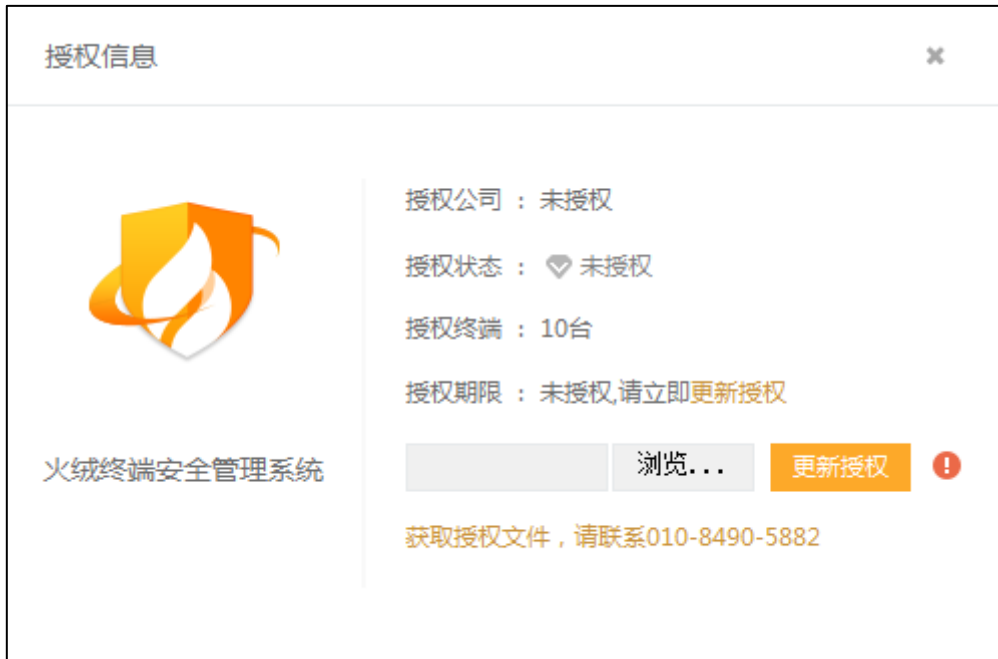 授权信息
授权公司 : 未授权
授权状态 : 未授权
授权终端 : 10台
授权期限 : 未授权,请立即更新授权
火绒终端安全管理系统
浏览... 更新授权
获取授权文件，请联系010-8490-5882